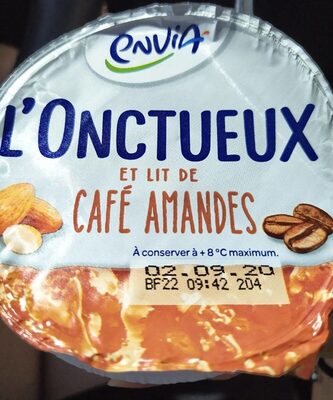 envia
L'ONCTUEUX
ET LIT DE
CAFÉ AMANDES
À conserver à + 8 °C maximum.
02.09.20
BF22 09:42 204